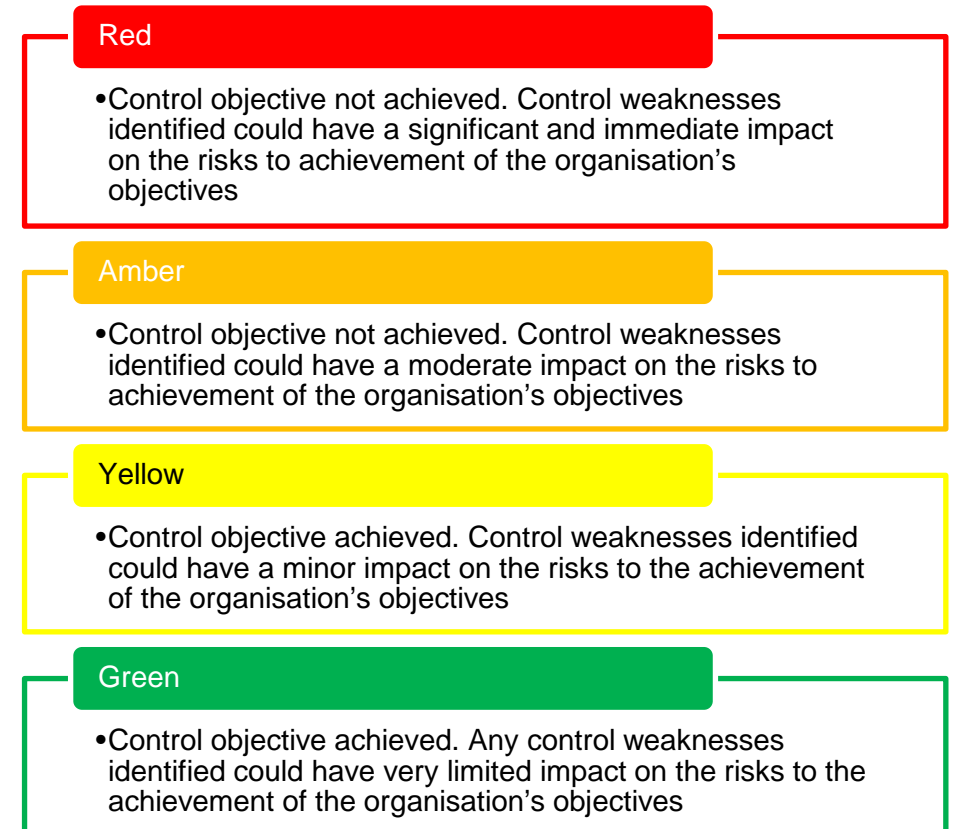 Red
•Control objective not achieved. Control weaknesses
identified could have a significant and immediate impact
on the risks to achievement of the organisation’s
objectives
Amber
•Control objective not achieved. Control weaknesses
identified could have a moderate impact on the risks to
achievement of the organisation’s objectives
Yellow
•Control objective achieved. Control weaknesses identified
could have a minor impact on the risks to the achievement
of the organisation’s objectives
Green
•Control objective achieved. Any control weaknesses
identified could have very limited impact on the risks to the
achievement of the organisation’s objectives